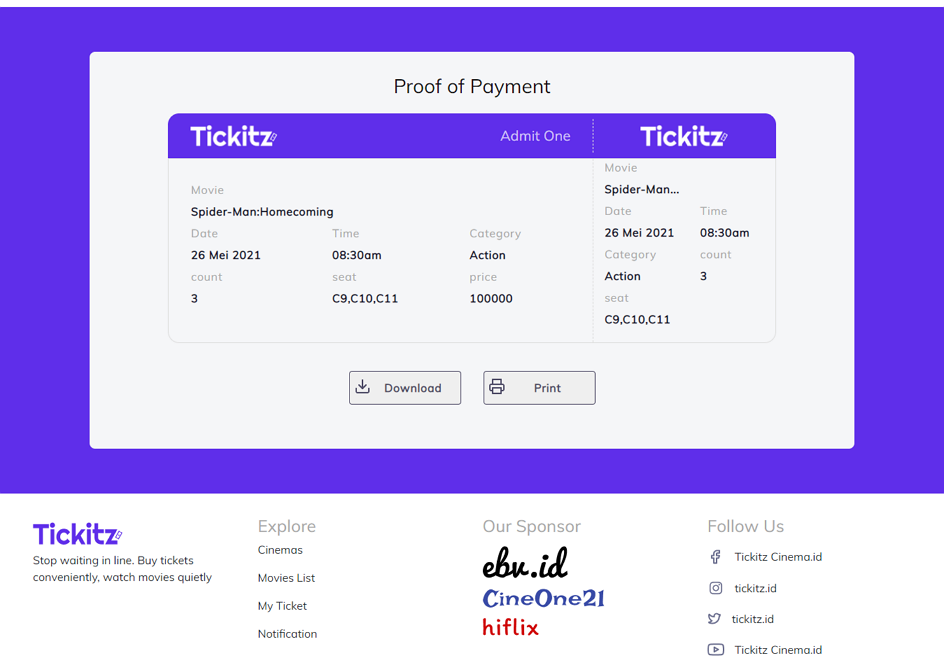 Proof of Payment
Tickitz
Admit One
Movie
Spider-Man:Homecoming
Date Time Category
26 Mei 2021 08:30am Action
count seat price
3 C9,C10,C11 100000
Tickitz
Movie
Spider-Man...
Date Time
26 Mei 2021 08:30am
Category count
Action 3
seat
C9,C10,C11
Download
Print
Tickitz
Stop waiting in line. Buy tickets
conveniently, watch movies quietly
Explore
Cinemas
Movies List
My Ticket
Notification
Our Sponsor
ebv.id
CineOne21
hiflix
Follow Us
Tickitz Cinema.id
tickitz.id
tickitz.id
Tickitz Cinema.id